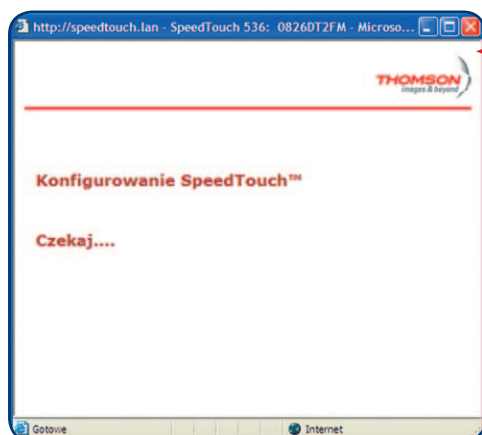 http://speedtouch.lan - SpeedTouch 536: 0826DT2FM - Microso...
THOMSON
images & beyond
Konfigurowanie SpeedTouch™
Czekaj....
Gotowe
Internet